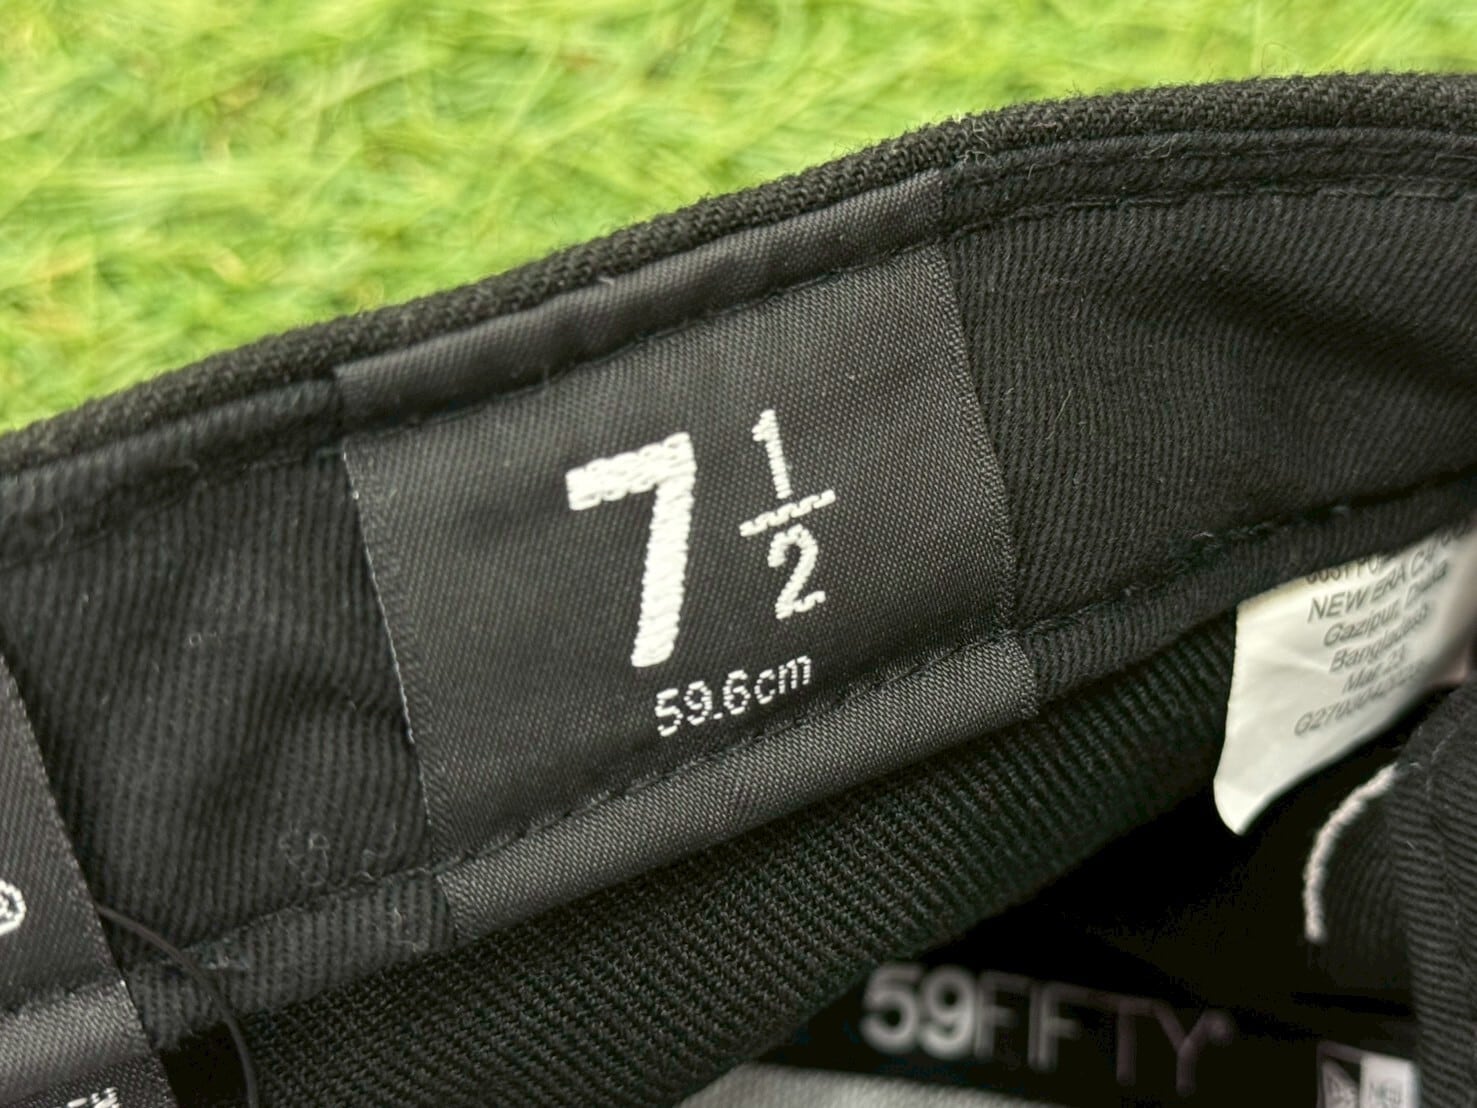 7 1/2
59.6cm
NEW ERA
Gazipur,
Bangladesh
59FIFTY